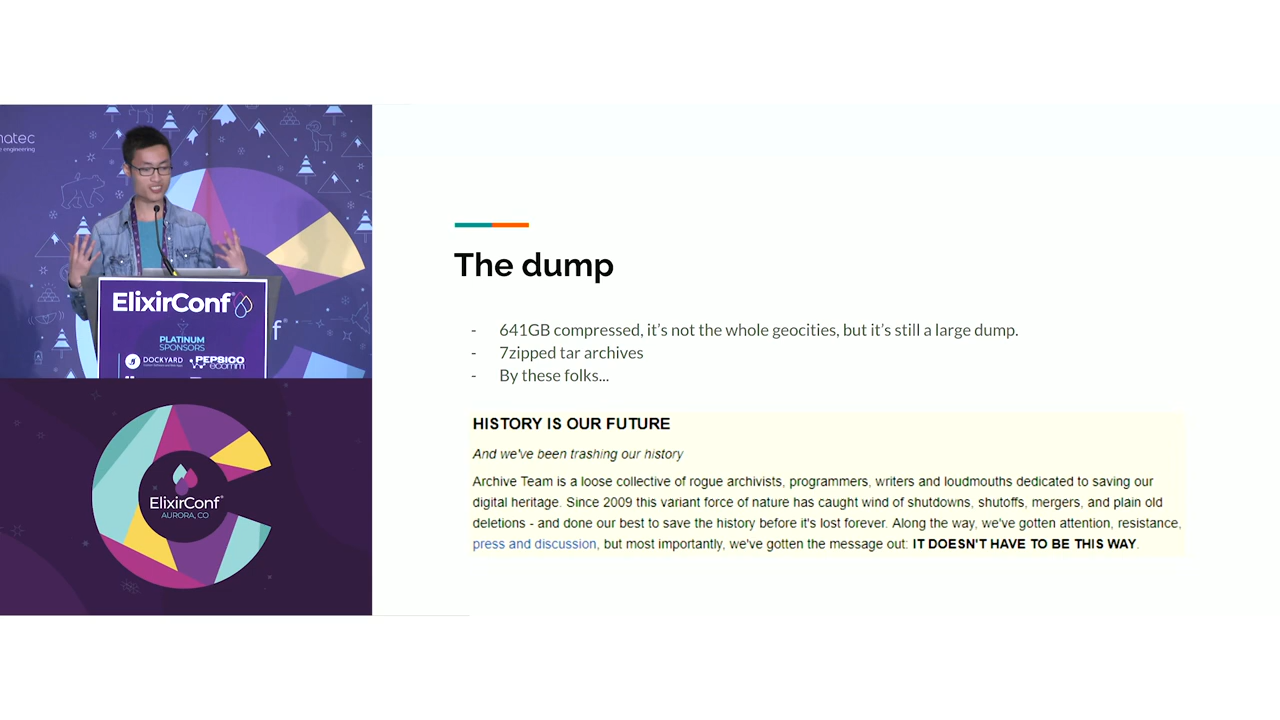 natec
e engineering
ElixirConf
PLATINUM
SPONSORS
DOCKYARD
PEPSICO
ecomm
f
ElixirConf
AURORA, CO
The dump
- 641GB compressed, it's not the whole geocities, but it's still a large dump.
- 7zipped tar archives
- By these folks...
HISTORY IS OUR FUTURE
And we've been trashing our history
Archive Team is a loose collective of rogue archivists, programmers, writers and loudmouths dedicated to saving our
digital heritage. Since 2009 this variant force of nature has caught wind of shutdowns, shutoffs, mergers, and plain old
deletions - and done our best to save the history before it's lost forever. Along the way, we've gotten attention, resistance,
press and discussion, but most importantly, we've gotten the message out: IT DOESN'T HAVE TO BE THIS WAY.